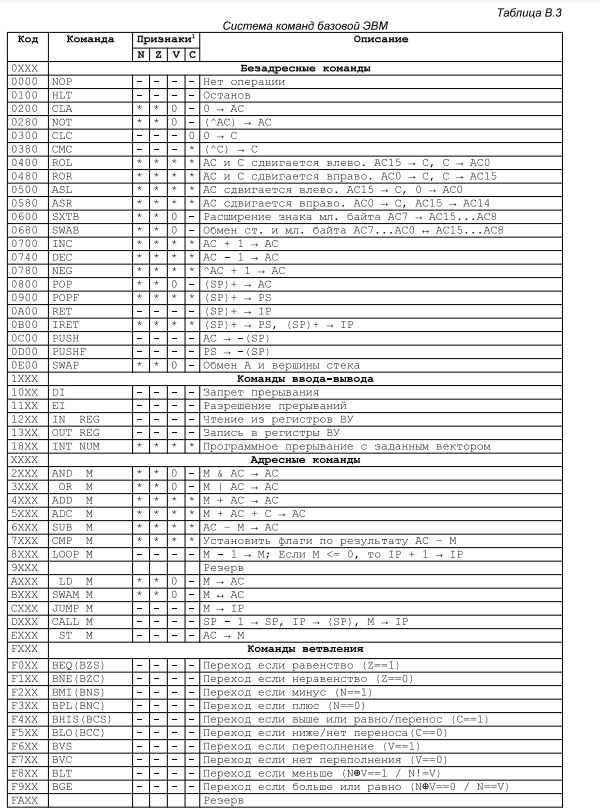 Таблица В.3
Система команд базовой ЭВМ
Код Команда Признаки¹ Описание
N Z V C
0XXX Безадресные команды
0000 NOP - - - - Нет операции
0100 HLT - - - - Останов
0200 CLA * * 0 - 0 → AC
0280 NOT * * 0 - (^AC) → AC
0300 CLC - - - 0 0 → C
0380 CMC - - - * (^C) → C
0400 ROL * * * * AC и C сдвигается влево. AC15 → C, C → AC0
0480 ROR * * * * AC и C сдвигается вправо. AC0 → C, C → AC15
0500 ASL * * * * AC сдвигается влево. AC15 → C, 0 → AC0
0580 ASR * * * * AC сдвигается вправо. AC0 → C, AC15 → AC14
0600 SXTB * * 0 - Расширение знака мл. байта AC7 → AC15...AC8
0680 SWAB * * 0 - Обмен ст. и мл. байта AC7...AC0 ↔ AC15...AC8
0700 INC * * * * AC + 1 → AC
0740 DEC * * * * AC - 1 → AC
0780 NEG * * * * ^AC + 1 → AC
0800 POP * * 0 - (SP)+ → AC
0900 POPF * * * * (SP)+ → PS
0A00 RET - - - - (SP)+ → IP
0B00 IRET * * * * (SP)+ → PS, (SP)+ → IP
0C00 PUSH - - - - AC → -(SP)
0D00 PUSHF - - - - PS → -(SP)
0E00 SWAP * * 0 - Обмен A и вершины стека
1XXX Команды ввода-вывода
10XX DI - - - - Запрет прерывания
11XX EI - - - - Разрешение прерываний
12XX IN REG - - - - Чтение из регистров ВУ
13XX OUT REG - - - - Запись в регистры ВУ
18XX INT NUM * * * * Программное прерывание с заданным вектором
XXXX Адресные команды
2XXX AND M * * 0 - M & AC → AC
3XXX OR M * * 0 - M | AC → AC
4XXX ADD M * * * * M + AC → AC
5XXX ADC M * * * * M + AC + C → AC
6XXX SUB M * * * * AC - M → AC
7XXX CMP M * * * * Установить флаги по результату AC - M
8XXX LOOP M - - - - M - 1 → M; Если M <= 0, то IP + 1 → IP
9XXX Резерв
AXXX LD M * * 0 - M → AC
BXXX SWAM M * * 0 - M ↔ AC
CXXX JUMP M - - - - M → IP
DXXX CALL M - - - - SP - 1 → SP, IP → (SP), M → IP
EXXX ST M - - - - AC → M
FXXX Команды ветвления
F0XX BEQ(BZS) - - - - Переход если равенство (Z==1)
F1XX BNE(BZC) - - - - Переход если неравенство (Z==0)
F2XX BMI(BNS) - - - - Переход если минус (N==1)
F3XX BPL(BNC) - - - - Переход если плюс (N==0)
F4XX BHIS(BCS) - - - - Переход если выше или равно/перенос (C==1)
F5XX BLO(BCC) - - - - Переход если ниже/нет переноса(C==0)
F6XX BVS - - - - Переход если переполнение (V==1)
F7XX BVC - - - - Переход если нет переполнения (V==0)
F8XX BLT - - - - Переход если меньше (N⊕V==1 / N!=V)
F9XX BGE - - - - Переход если больше или равно (N⊕V==0 / N==V)
FAXX Резерв